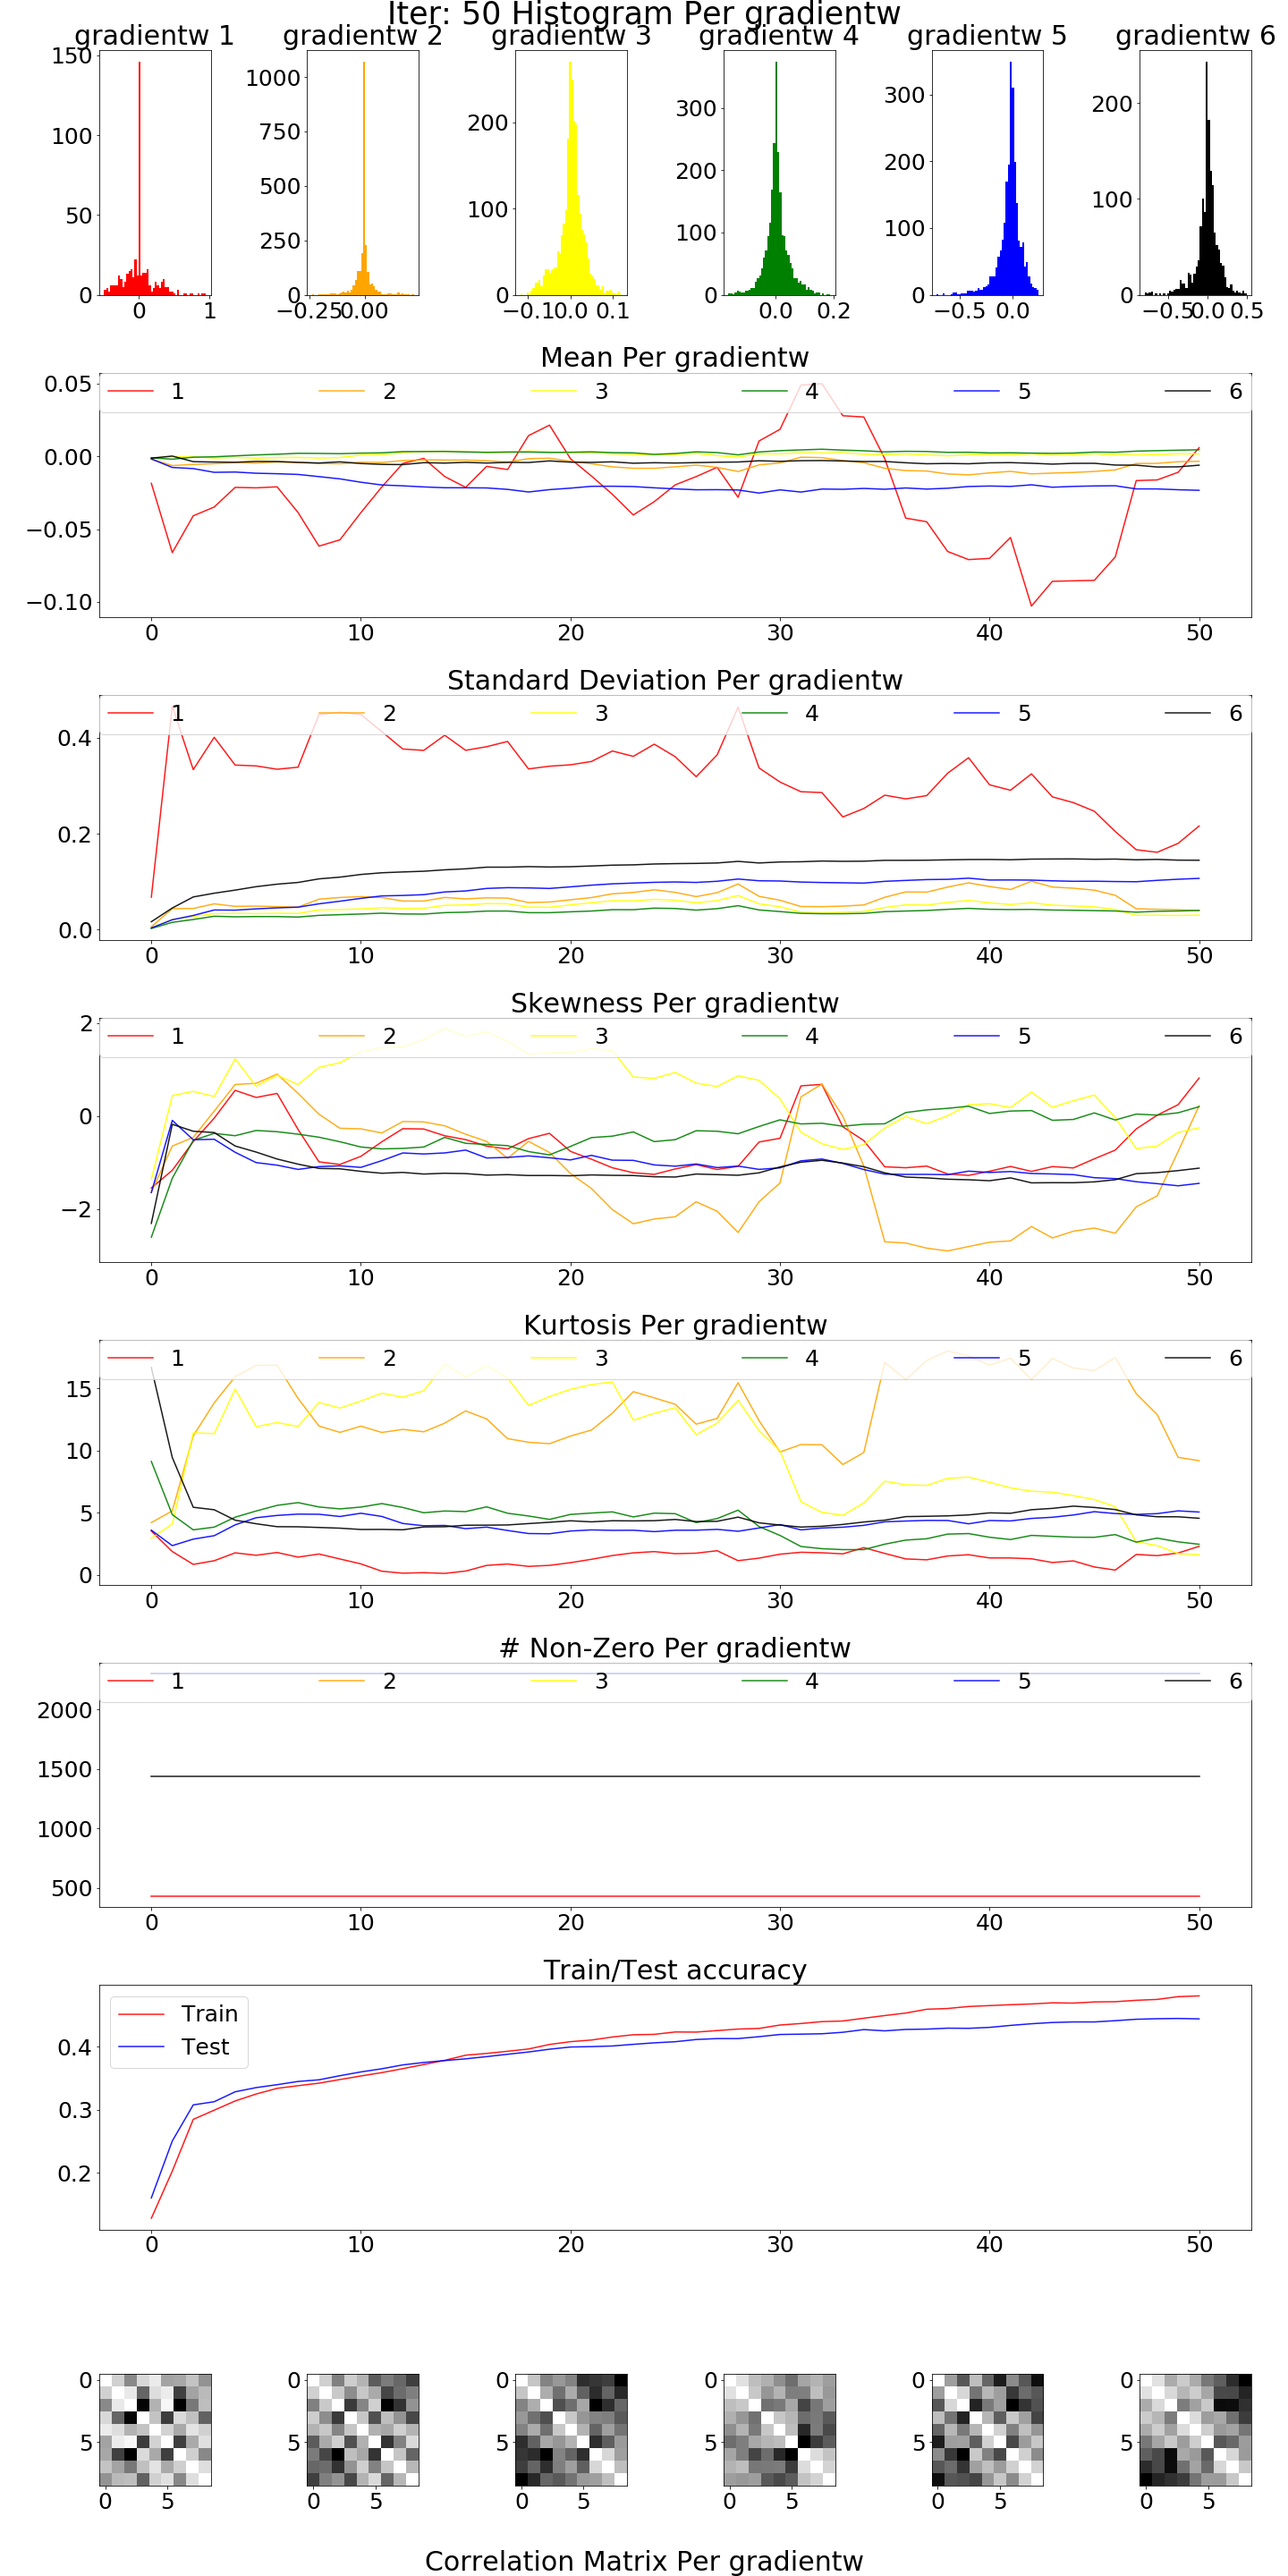 Iter: 50 Histogram Per gradientw
gradientw 1 gradientw 2 gradientw 3 gradientw 4 gradientw 5 gradientw 6
150 100 50 0
0 1
1000 750 500 250 0
−0.25 0.00
200 100 0
−0.1 0.0 0.1
300 200 100 0
0.0 0.2
300 200 100 0
−0.5 0.0
200 100 0
−0.5 0.0 0.5
Mean Per gradientw
1 2 3 4 5 6
0.05
0.00
−0.05
−0.10
0 10 20 30 40 50
Standard Deviation Per gradientw
1 2 3 4 5 6
0.4
0.2
0.0
0 10 20 30 40 50
Skewness Per gradientw
1 2 3 4 5 6
2
0
−2
0 10 20 30 40 50
Kurtosis Per gradientw
1 2 3 4 5 6
15
10
5
0
0 10 20 30 40 50
# Non-Zero Per gradientw
1 2 3 4 5 6
2000
1500
1000
500
0 10 20 30 40 50
Train/Test accuracy
Train
Test
0.4
0.3
0.2
0 10 20 30 40 50
0 0 0 0 0 0
5 5 5 5 5 5
0 5 0 5 0 5 0 5 0 5 0 5
Correlation Matrix Per gradientw